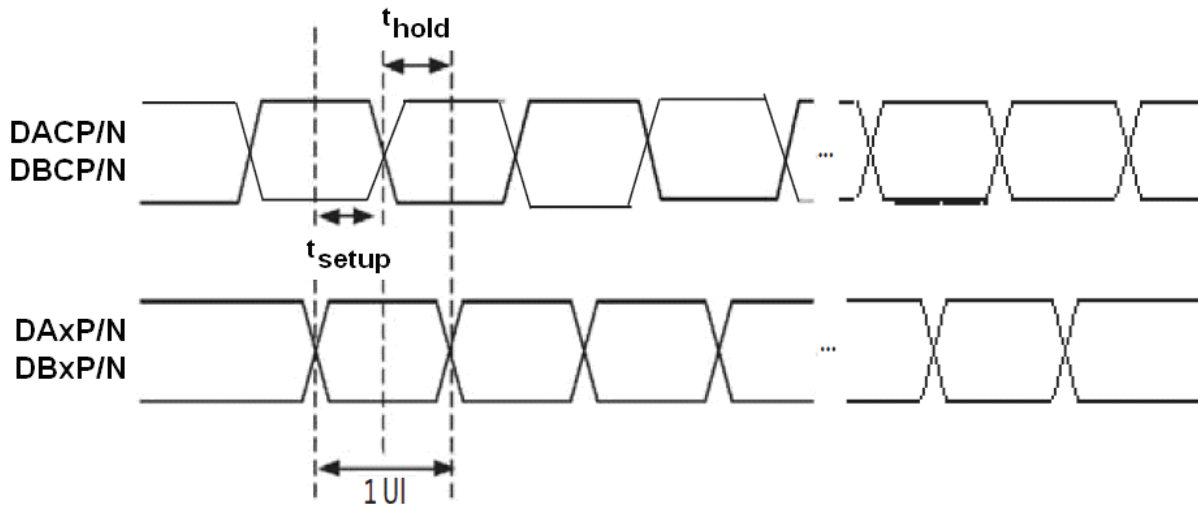 thold
DACP/N
DBCP/N
...
tsetup
DAxP/N
DBxP/N
...
1 UI